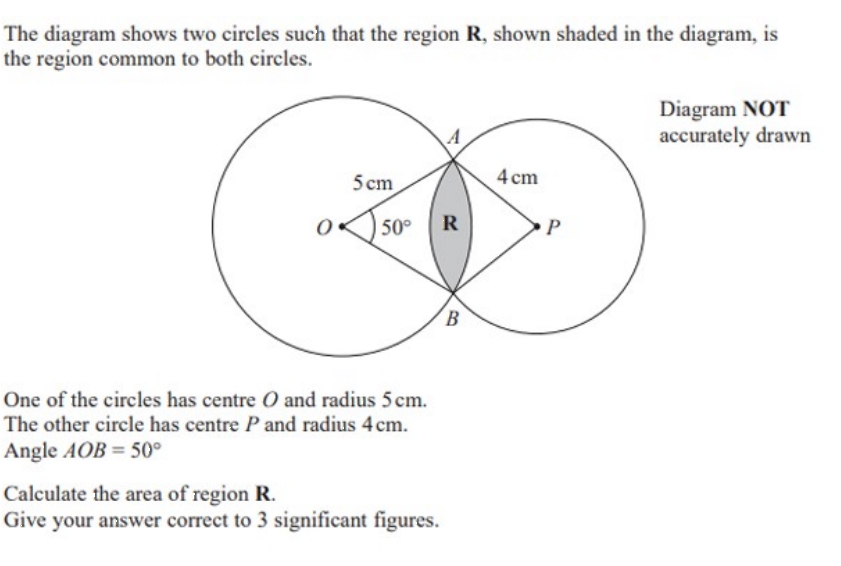 The diagram shows two circles such that the region R, shown shaded in the diagram, is
the region common to both circles.
Diagram NOT
accurately drawn
A
5 cm
4 cm
O
50°
R
P
B
One of the circles has centre O and radius 5 cm.
The other circle has centre P and radius 4 cm.
Angle AOB = 50°
Calculate the area of region R.
Give your answer correct to 3 significant figures.